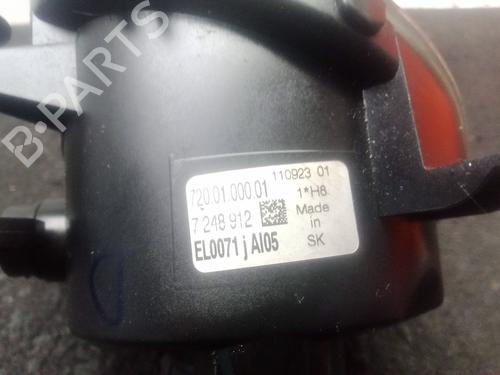 B-PARTS
720.01.000.01 110923 01
7 248 912 1*H8
Made
in
EL0071 j AI05 SK